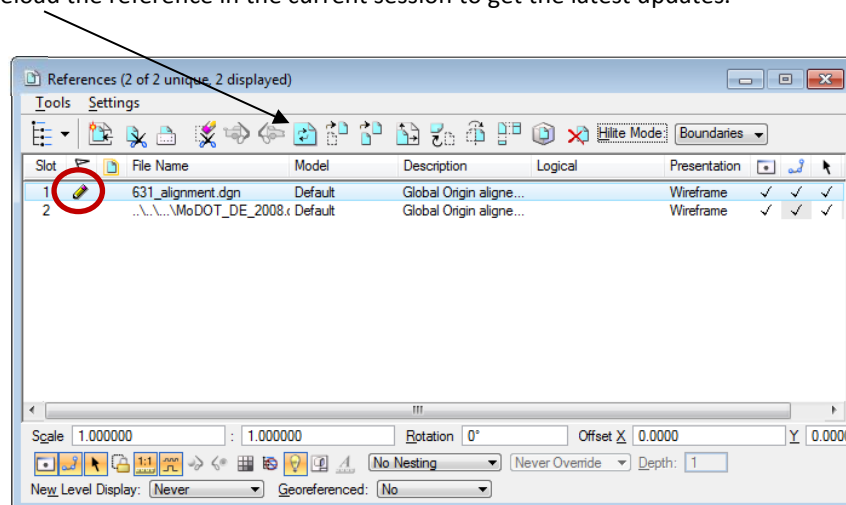 eload the reference in the current session to get the latest updates.
References (2 of 2 unique, 2 displayed)
Tools Settings
Hilite Mode: Boundaries
Slot File Name Model Description Logical Presentation
1 631_alignment.dgn Default Global Origin aligne... Wireframe
2 ..\..\...\MoDOT_DE_2008.c Default Global Origin aligne... Wireframe
Scale 1.000000 : 1.000000 Rotation 0° Offset X 0.0000 Y 0.000
1:1 No Nesting Never Override Depth: 1
New Level Display: Never Georeferenced: No